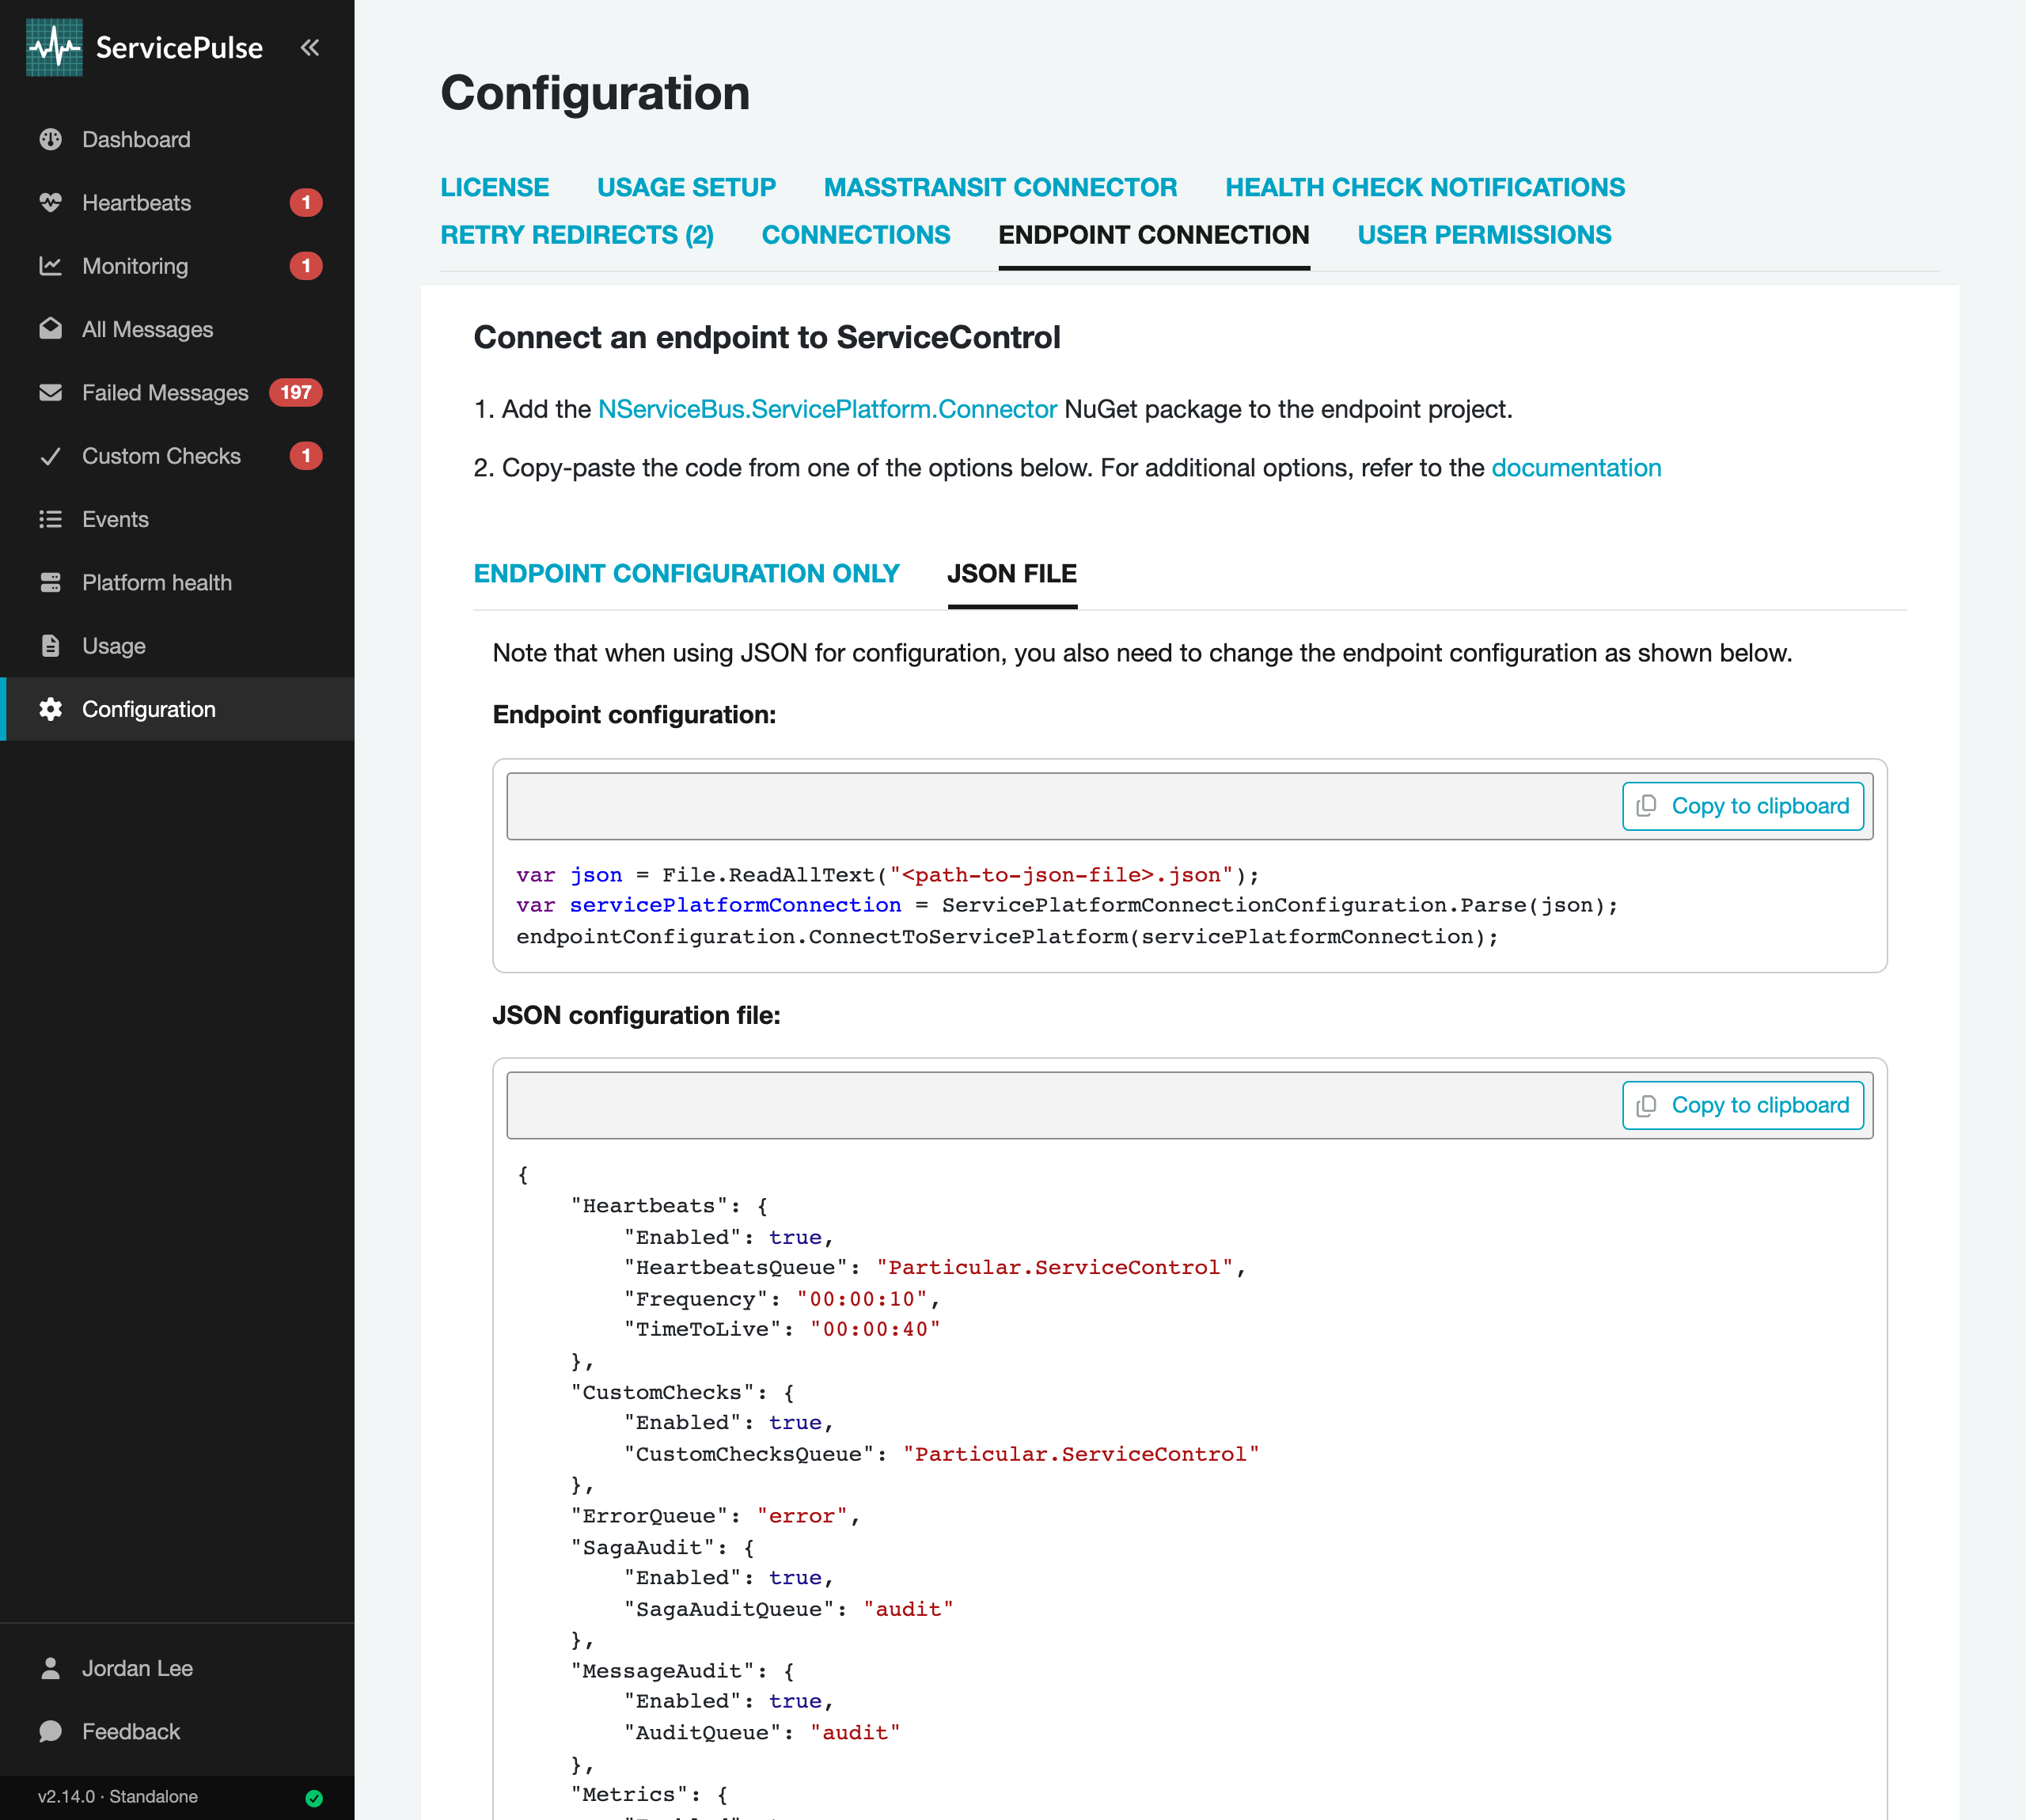 ServicePulse
Dashboard
Heartbeats 1
Monitoring 1
All Messages
Failed Messages 197
Custom Checks 1
Events
Platform health
Usage
Configuration
Jordan Lee
Feedback
v2.14.0 · Standalone
Configuration
LICENSE USAGE SETUP MASSTRANSIT CONNECTOR HEALTH CHECK NOTIFICATIONS
RETRY REDIRECTS (2) CONNECTIONS ENDPOINT CONNECTION USER PERMISSIONS
Connect an endpoint to ServiceControl
1. Add the NServiceBus.ServicePlatform.Connector NuGet package to the endpoint project.
2. Copy-paste the code from one of the options below. For additional options, refer to the documentation
ENDPOINT CONFIGURATION ONLY JSON FILE
Note that when using JSON for configuration, you also need to change the endpoint configuration as shown below.
Endpoint configuration:
Copy to clipboard
var json = File.ReadAllText("<path-to-json-file>.json");
var servicePlatformConnection = ServicePlatformConnectionConfiguration.Parse(json);
endpointConfiguration.ConnectToServicePlatform(servicePlatformConnection);
JSON configuration file:
Copy to clipboard
{
"Heartbeats": {
"Enabled": true,
"HeartbeatsQueue": "Particular.ServiceControl",
"Frequency": "00:00:10",
"TimeToLive": "00:00:40"
},
"CustomChecks": {
"Enabled": true,
"CustomChecksQueue": "Particular.ServiceControl"
},
"ErrorQueue": "error",
"SagaAudit": {
"Enabled": true,
"SagaAuditQueue": "audit"
},
"MessageAudit": {
"Enabled": true,
"AuditQueue": "audit"
},
"Metrics": {